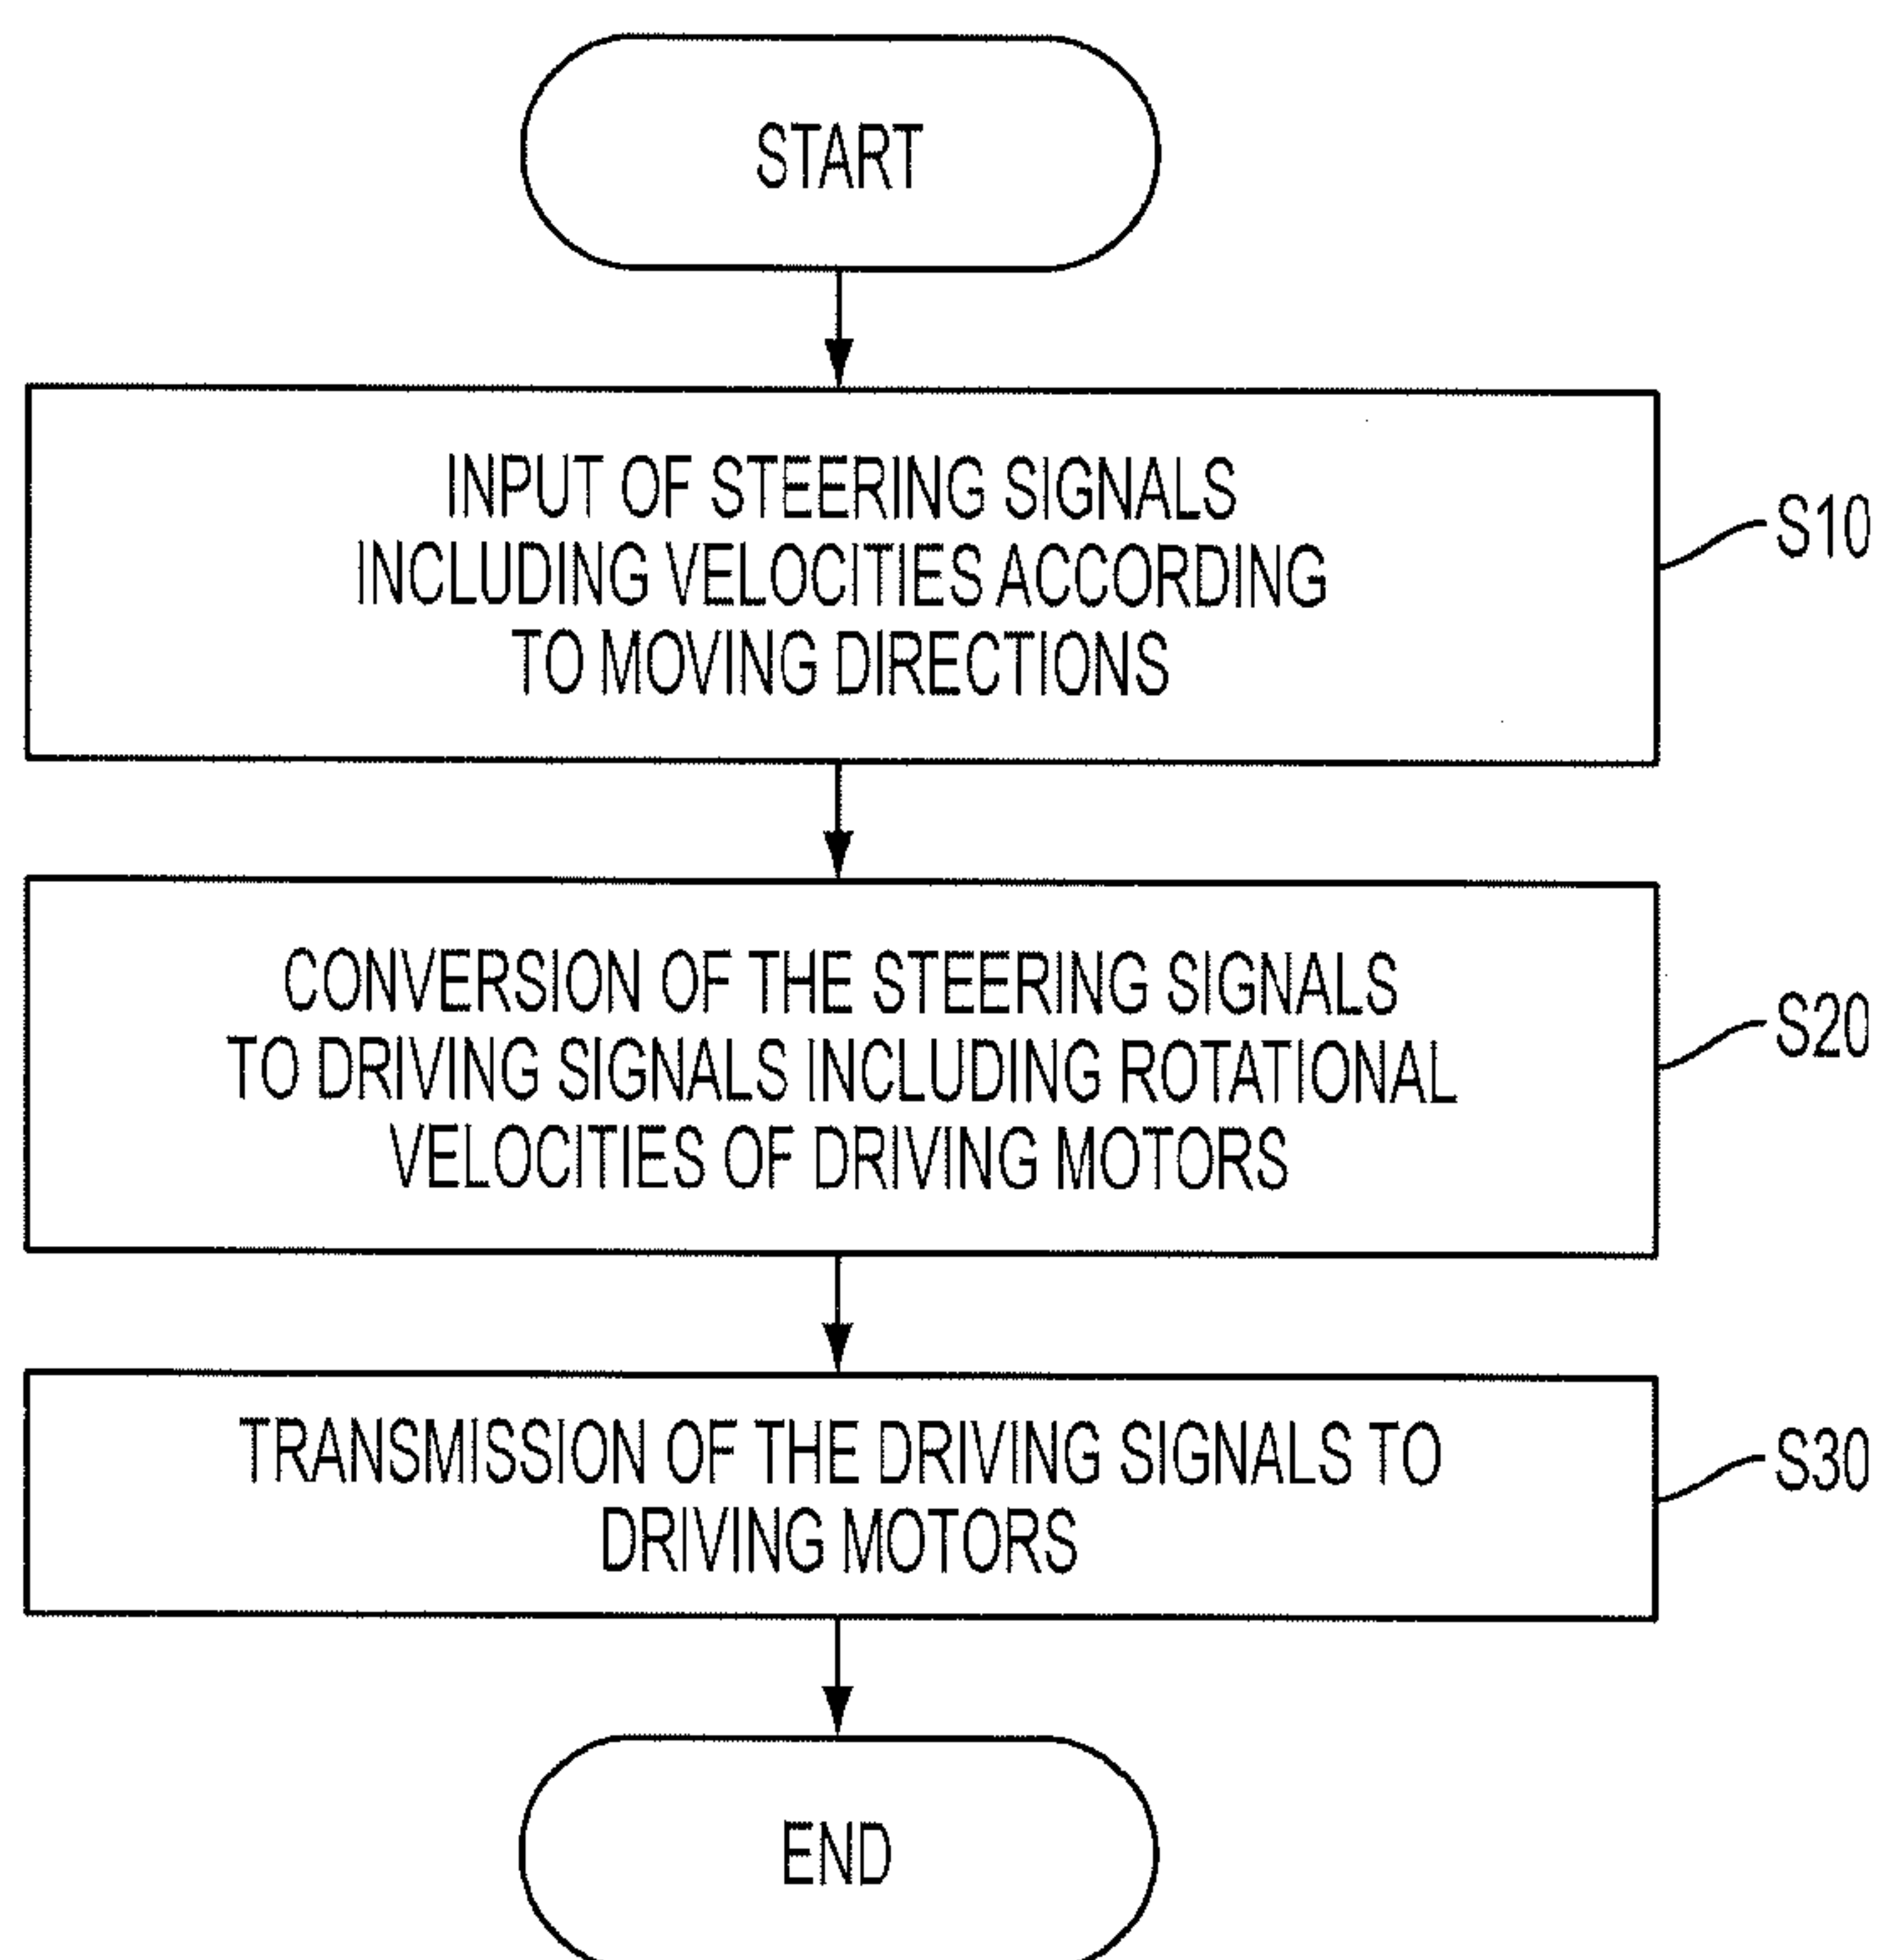 START
INPUT OF STEERING SIGNALS
INCLUDING VELOCITIES ACCORDING
TO MOVING DIRECTIONS
S10
CONVERSION OF THE STEERING SIGNALS
TO DRIVING SIGNALS INCLUDING ROTATIONAL
VELOCITIES OF DRIVING MOTORS
S20
TRANSMISSION OF THE DRIVING SIGNALS TO
DRIVING MOTORS
S30
END